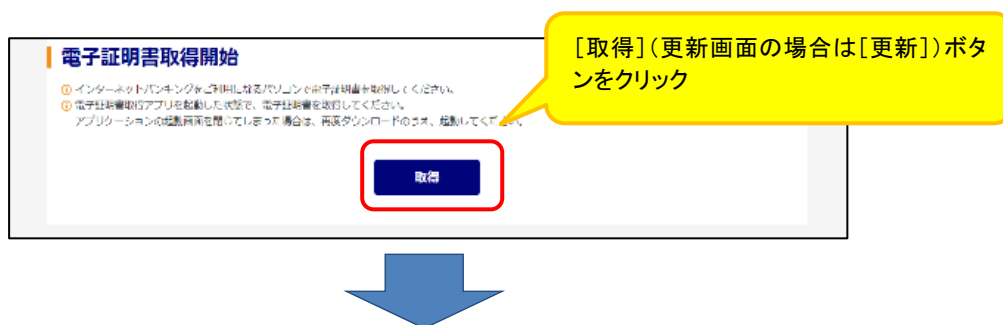 電子証明書取得開始
[取得](更新画面の場合は[更新])ボタ
ンをクリック
インターネットバンキングをご利用になるパソコンで電子証明書を取得してください。
電子証明書取得アプリを起動した状態で、電子証明書を取得してください。
アプリケーションの起動画面を閉じてしまった場合は、再度ダウンロードのうえ、起動してください。
取得